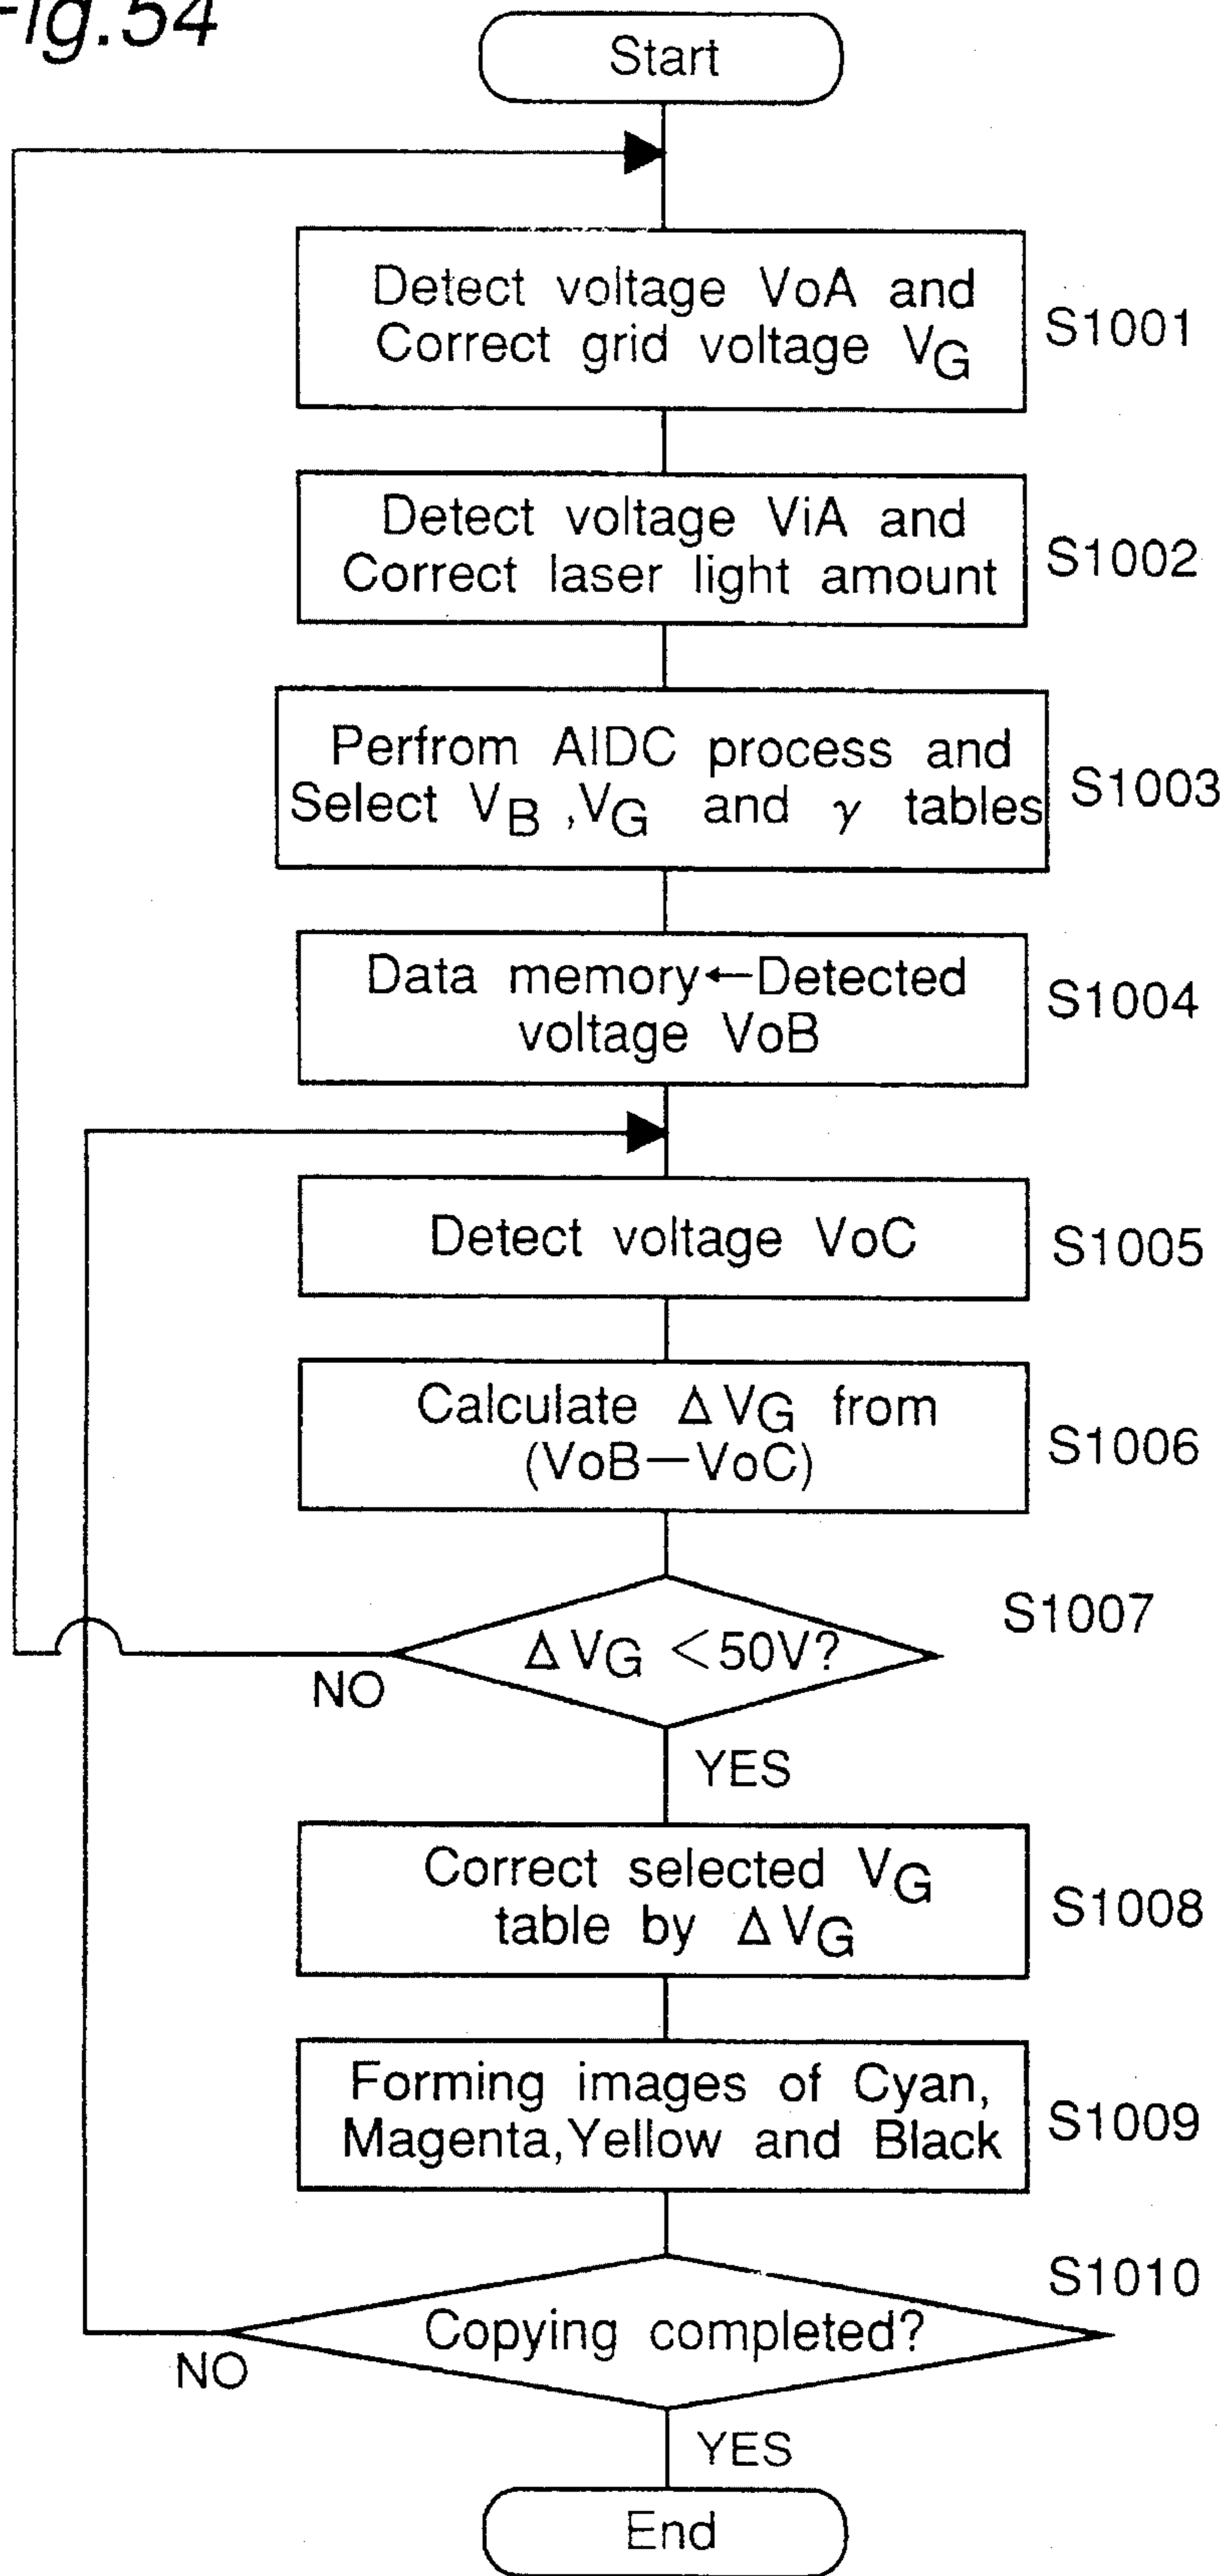 Fig.54
Start
Detect voltage VoA and
Correct grid voltage VG
S1001
Detect voltage ViA and
Correct laser light amount
S1002
Perfrom AIDC process and
Select VB ,VG and γ tables
S1003
Data memory←Detected
voltage VoB
S1004
Detect voltage VoC
S1005
Calculate ΔVG from
(VoB−VoC)
S1006
S1007
ΔVG <50V?
NO
YES
Correct selected VG
table by ΔVG
S1008
Forming images of Cyan,
Magenta,Yellow and Black
S1009
S1010
Copying completed?
NO
YES
End